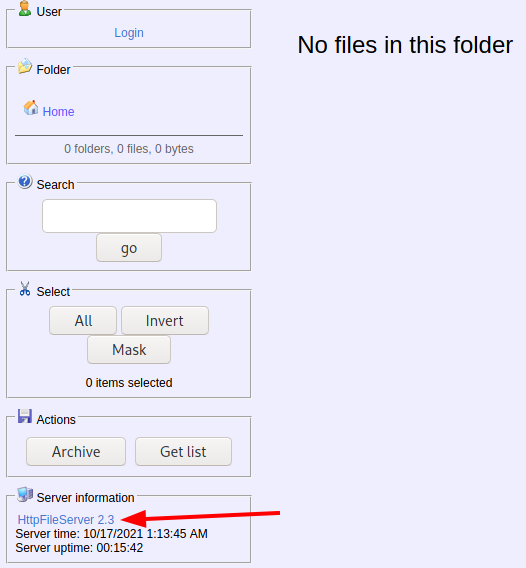 User
Login
Folder
Home
0 folders, 0 files, 0 bytes
Search
go
Select
All
Invert
Mask
0 items selected
Actions
Archive
Get list
Server information
HttpFileServer 2.3
Server time: 10/17/2021 1:13:45 AM
Server uptime: 00:15:42
No files in this folder